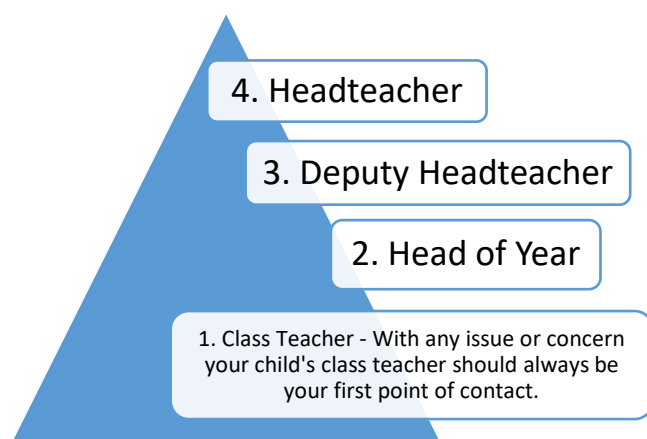 4. Headteacher
3. Deputy Headteacher
2. Head of Year
1. Class Teacher - With any issue or concern
your child's class teacher should always be
your first point of contact.